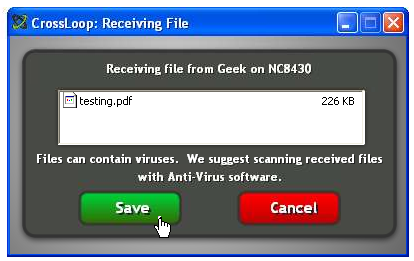 CrossLoop: Receiving File
Receiving file from Geek on NC8430
testing.pdf 226 KB
Files can contain viruses. We suggest scanning received files
with Anti-Virus software.
Save Cancel